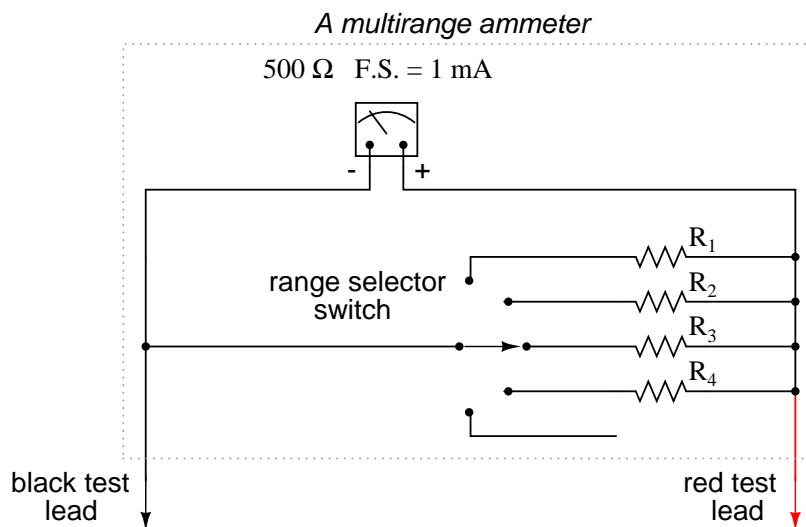 A multirange ammeter
500 Ω F.S. = 1 mA
- +
R1
range selector
switch
R2
R3
R4
black test
lead
red test
lead